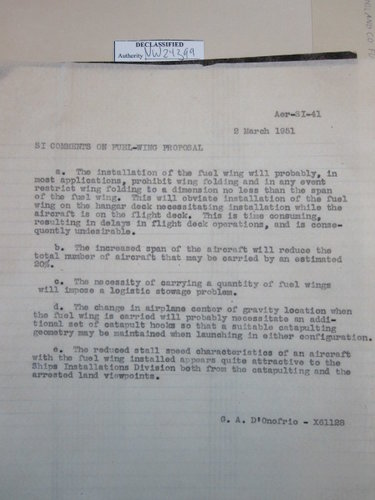 DECLASSIFIED
Authority NW 24399
Aer-SI-41
2 March 1951
SI COMMENTS ON FUEL-WING PROPOSAL
a. The installation of the fuel wing will probably, in
most applications, prohibit wing folding and in any event
restrict wing folding to a dimension no less than the span
of the fuel wing. This will obviate installation of the fuel
wing on the hangar deck necessitating installation while the
aircraft is on the flight deck. This is time consuming,
resulting in delays in flight deck operations, and is conse-
quently undesirable.
b. The increased span of the aircraft will reduce the
total number of aircraft that may be carried by an estimated
20%.
c. The necessity of carrying a quantity of fuel wings
will impose a logistic stowage problem.
d. The change in airplane center of gravity location when
the fuel wing is carried will probably necessitate an addi-
tional set of catapult hooks so that a suitable catapulting
geometry may be maintained when launching in either configuration.
e. The reduced stall speed characteristics of an aircraft
with the fuel wing installed appears quite attractive to the
Ships Installations Division both from the catapulting and the
arrested land viewpoints.
G. A. D'Onofrio - X61128